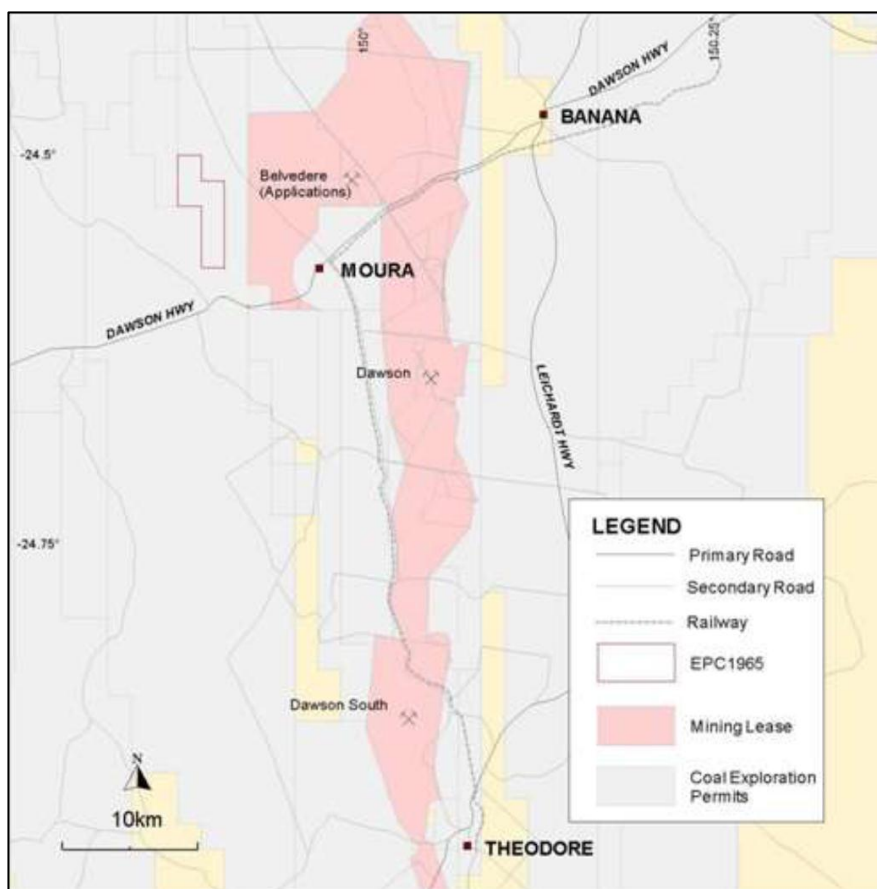 150°
150.25°
DAWSON HWY
BANANA
-24.5°
Belvedere
(Applications)
MOURA
DAWSON HWY
Dawson
LEICHARDT HWY
-24.75°
LEGEND
Primary Road
Secondary Road
Railway
EPC1965
Mining Lease
Coal Exploration
Permits
Dawson South
N
10km
THEODORE